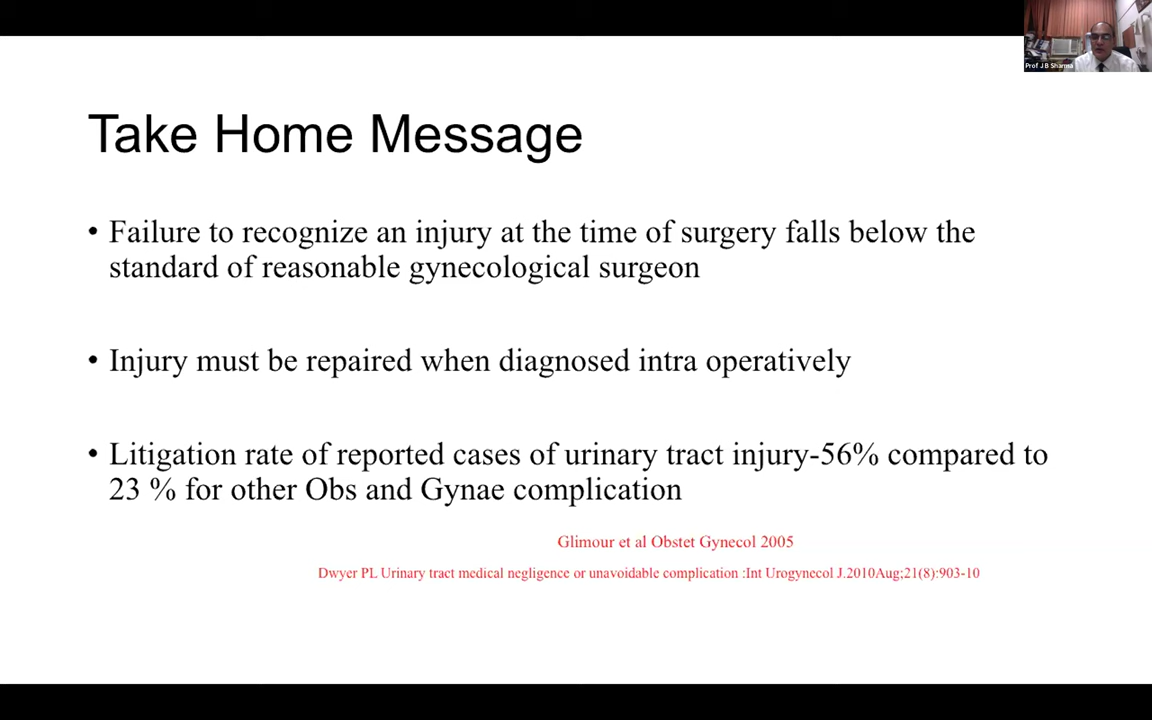 Prof J B Sharma
Take Home Message
• Failure to recognize an injury at the time of surgery falls below the
standard of reasonable gynecological surgeon
• Injury must be repaired when diagnosed intra operatively
• Litigation rate of reported cases of urinary tract injury-56% compared to
23 % for other Obs and Gynae complication
Glimour et al Obstet Gynecol 2005
Dwyer PL Urinary tract medical negligence or unavoidable complication :Int Urogynecol J.2010Aug;21(8):903-10